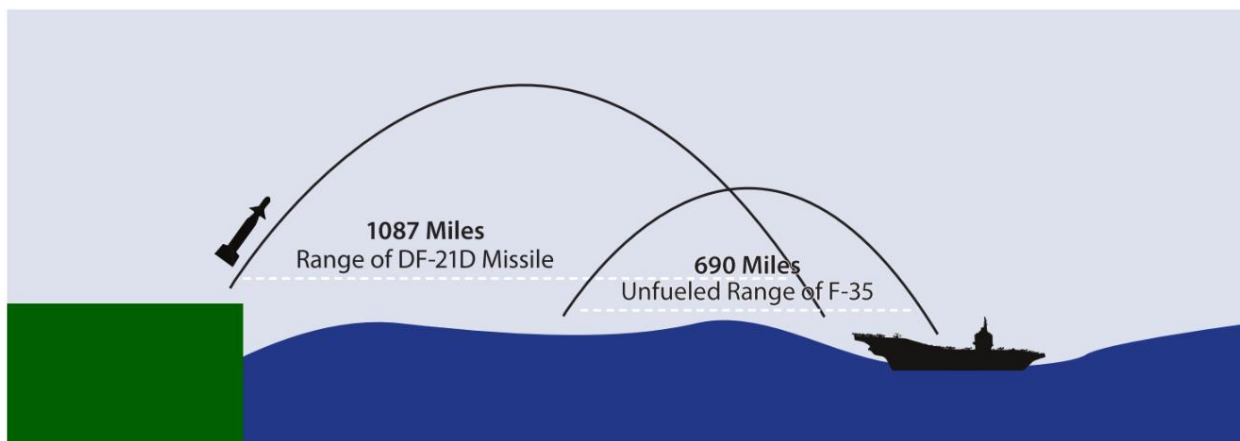 1087 Miles
Range of DF-21D Missile
690 Miles
Unfueled Range of F-35